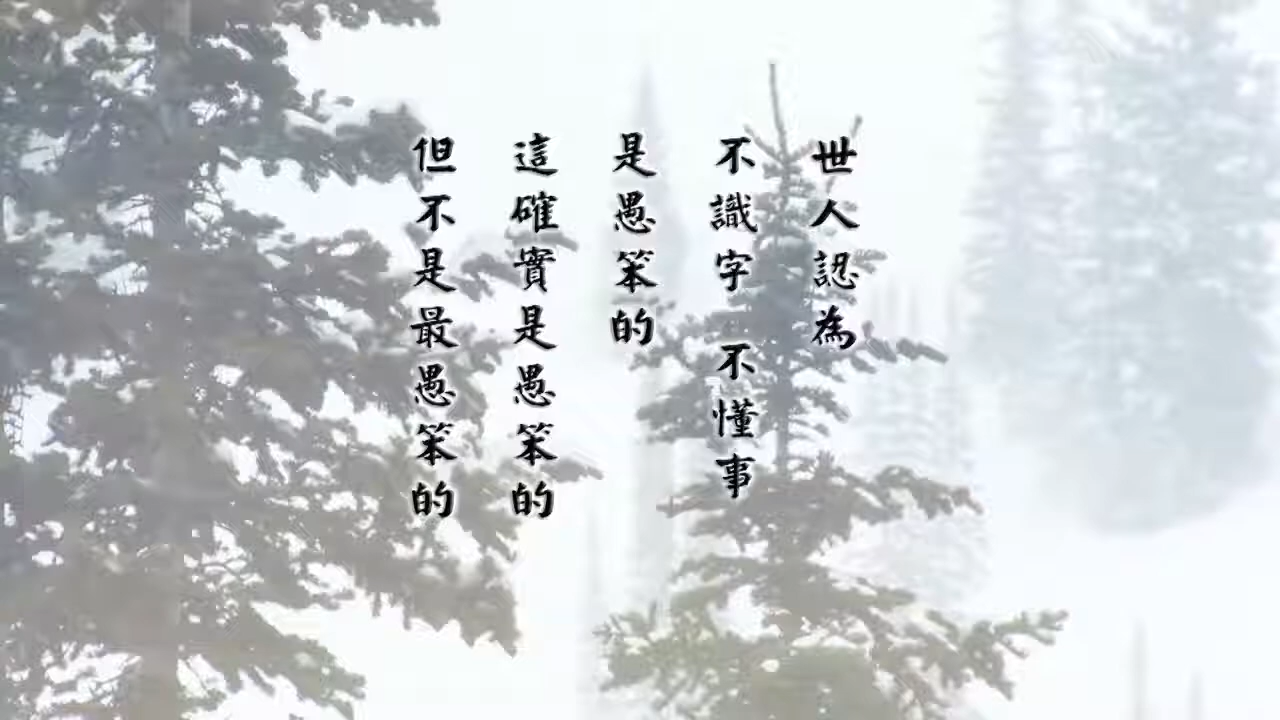 世人認為
不識字 不懂事
是愚笨的
這確實是愚笨的
但不是最愚笨的